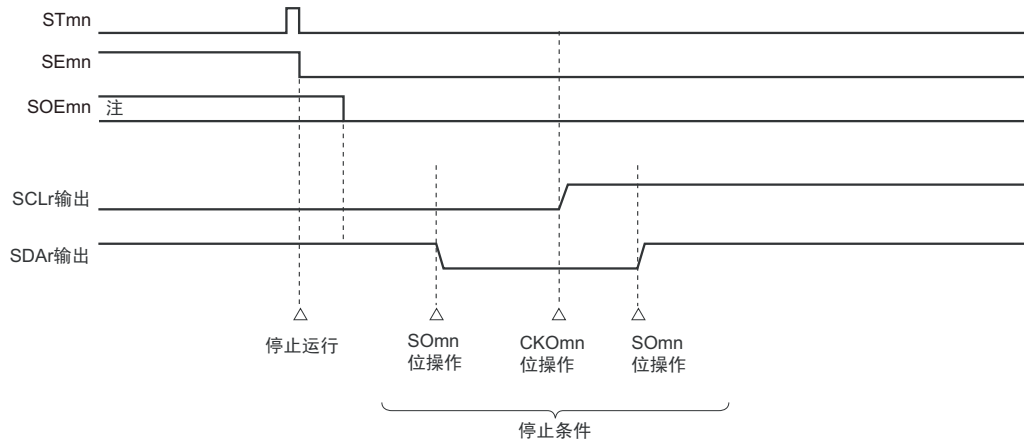 STmn
SEmn
SOEmn 注
SCLr输出
SDAr输出
停止运行
SOmn
位操作
CKOmn
位操作
SOmn
位操作
停止条件